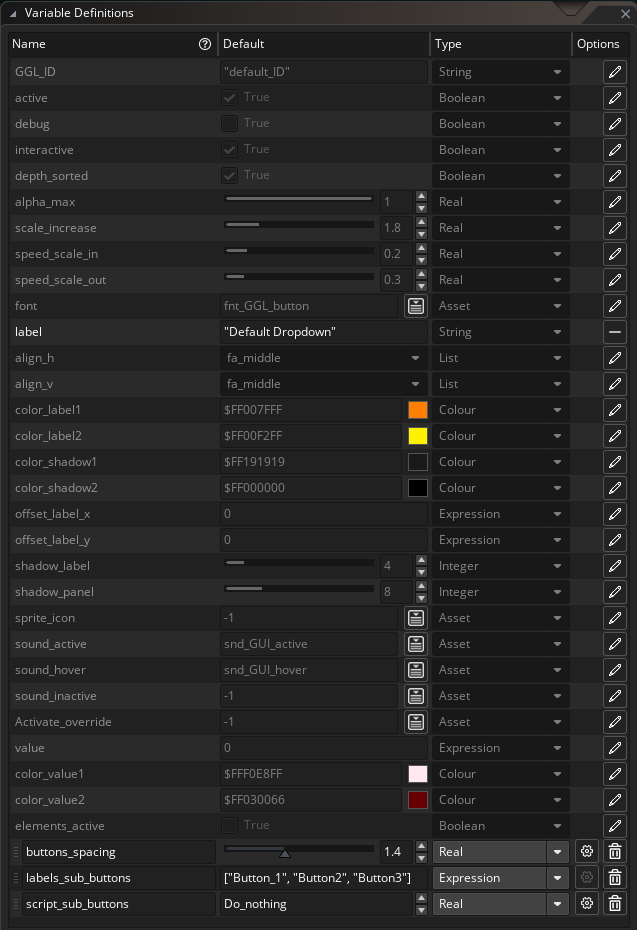 Variable Definitions
Name Default Type Options
GGL_ID "default_ID" String
active True Boolean
debug True Boolean
interactive True Boolean
depth_sorted True Boolean
alpha_max 1 Real
scale_increase 1.8 Real
speed_scale_in 0.2 Real
speed_scale_out 0.3 Real
font fnt_GGL_button Asset
label "Default Dropdown" String
align_h fa_middle List
align_v fa_middle List
color_label1 $FF007FFF Colour
color_label2 $FF00F2FF Colour
color_shadow1 $FF191919 Colour
color_shadow2 $FF000000 Colour
offset_label_x 0 Expression
offset_label_y 0 Expression
shadow_label 4 Integer
shadow_panel 8 Integer
sprite_icon -1 Asset
sound_active snd_GUI_active Asset
sound_hover snd_GUI_hover Asset
sound_inactive -1 Asset
Activate_override -1 Asset
value 0 Expression
color_value1 $FFF0E8FF Colour
color_value2 $FF030066 Colour
elements_active True Boolean
buttons_spacing 1.4 Real
labels_sub_buttons ["Button_1", "Button2", "Button3"] Expression
script_sub_buttons Do_nothing Real